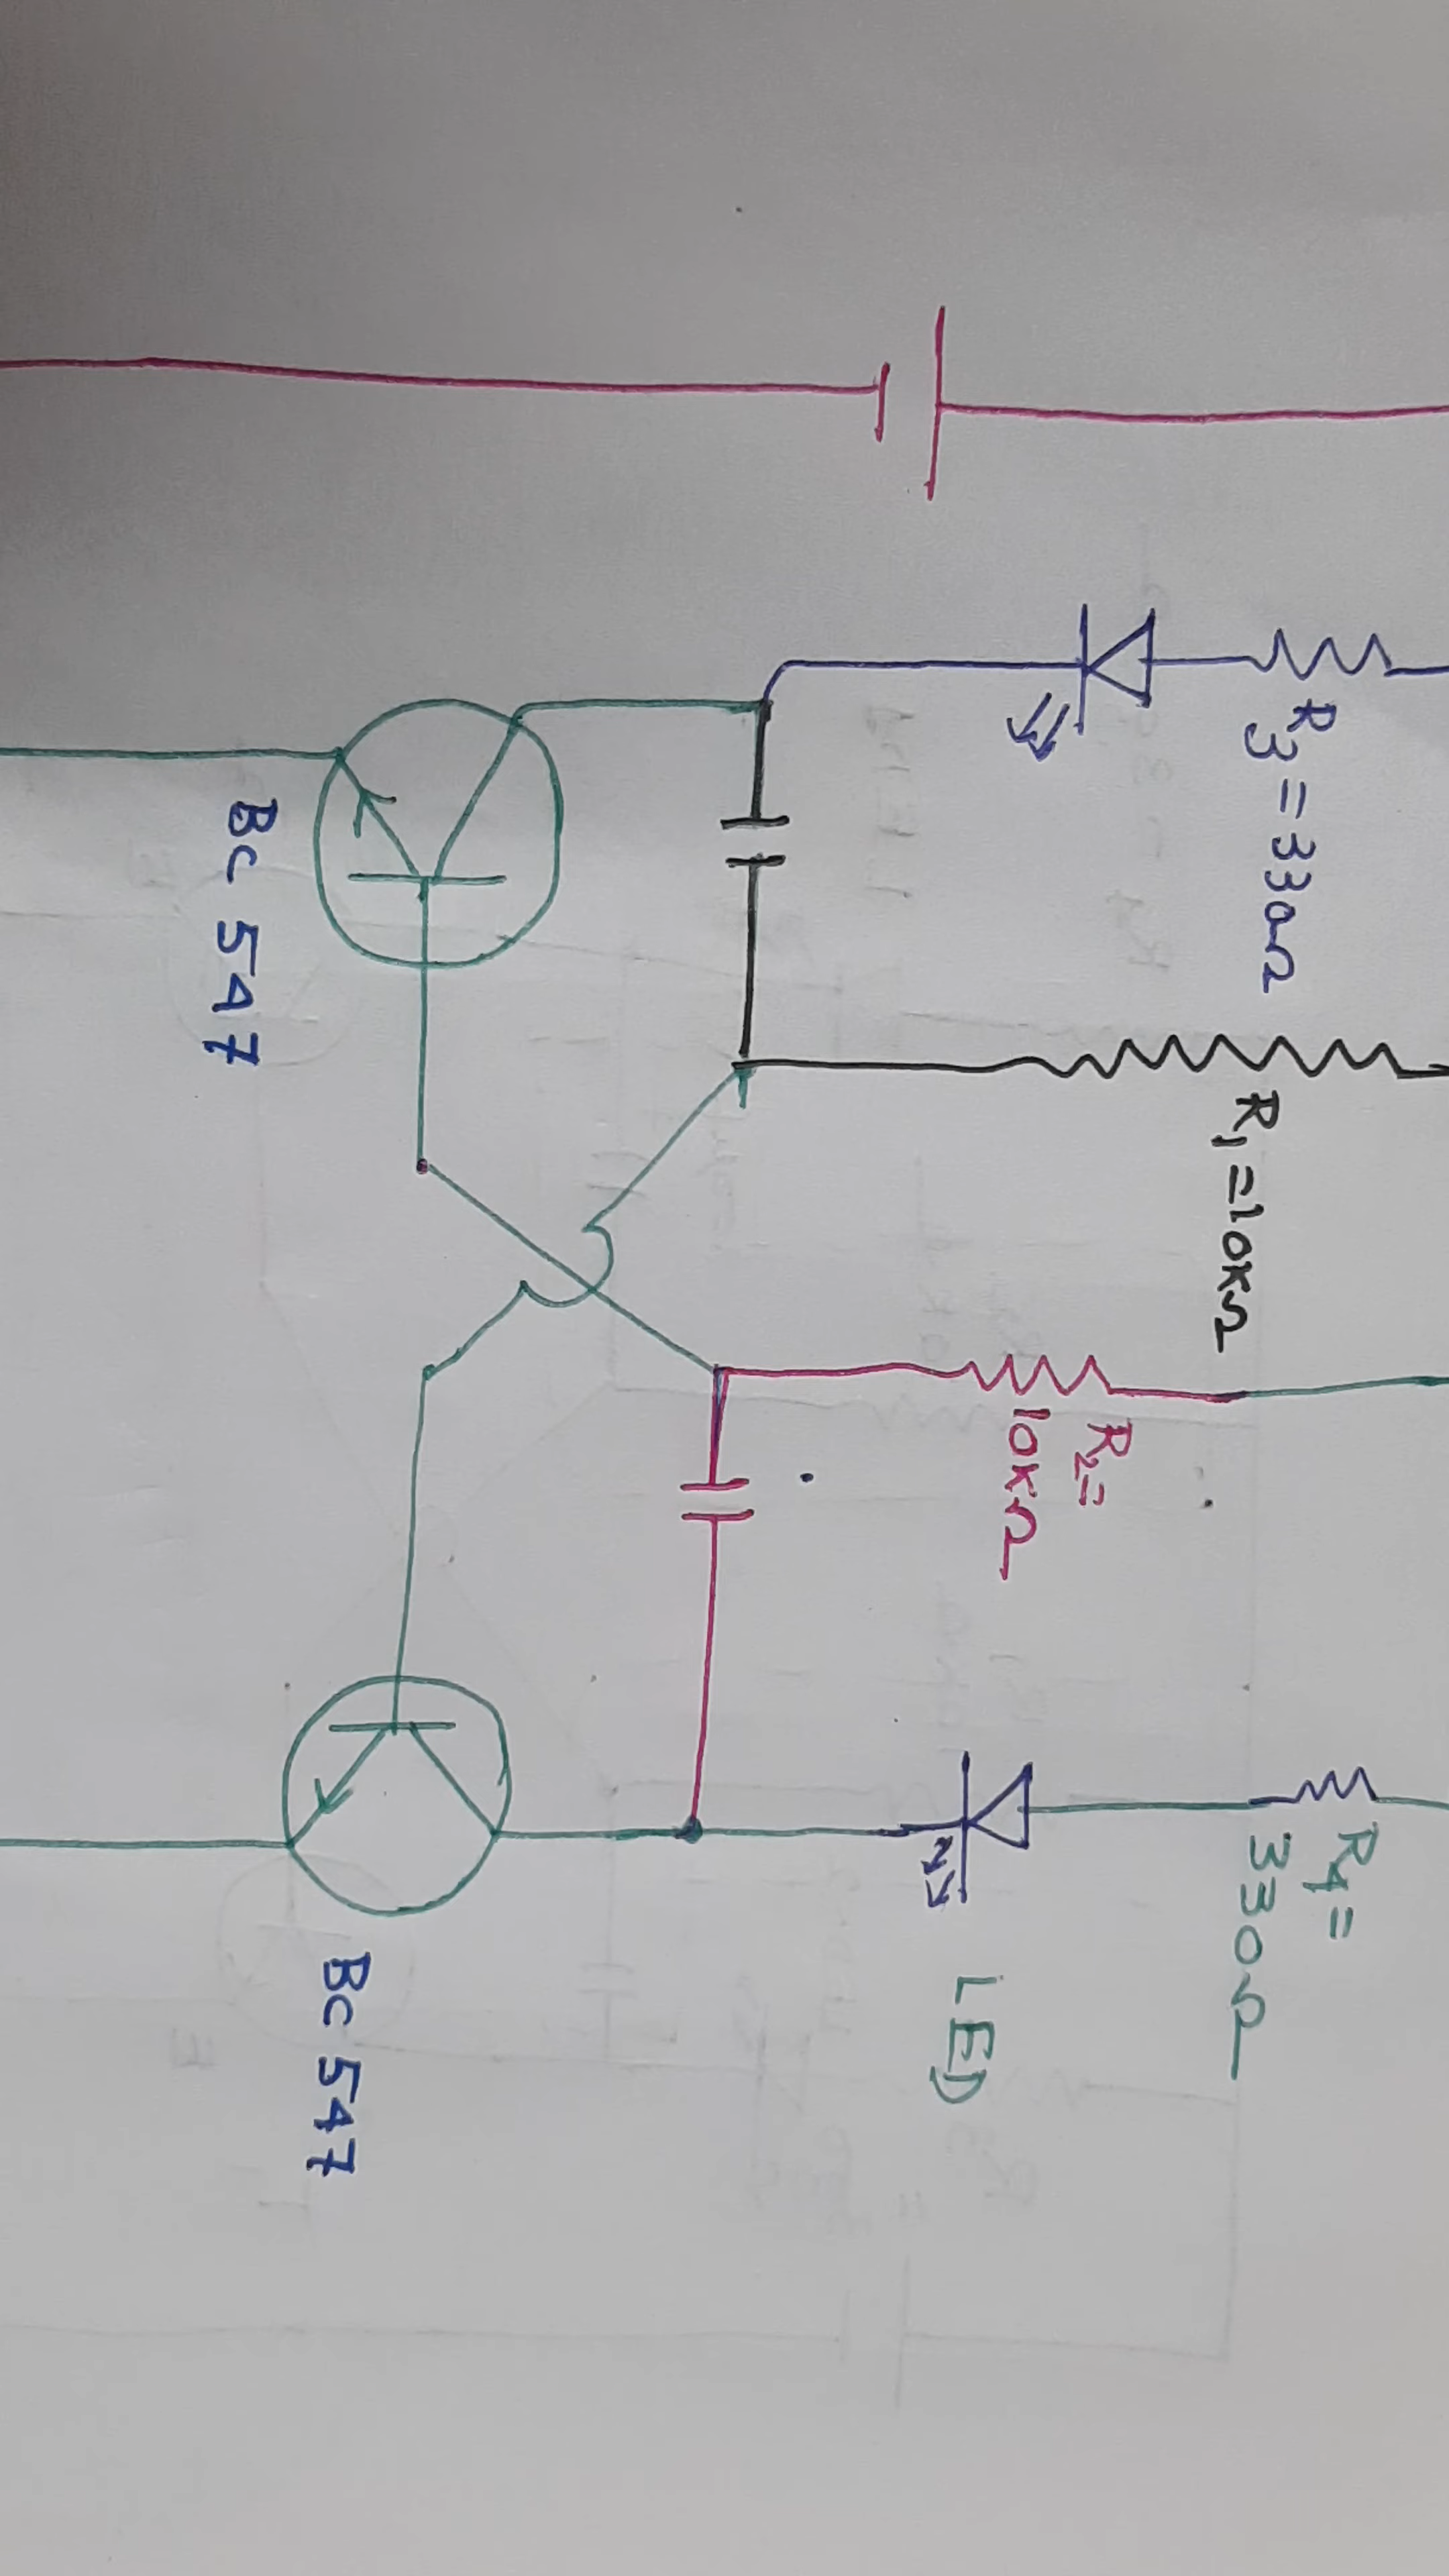 R3 = 330Ω
R1 = 10KΩ
R2 =
10KΩ
R4 =
330Ω
LED
Bc 547
Bc 547